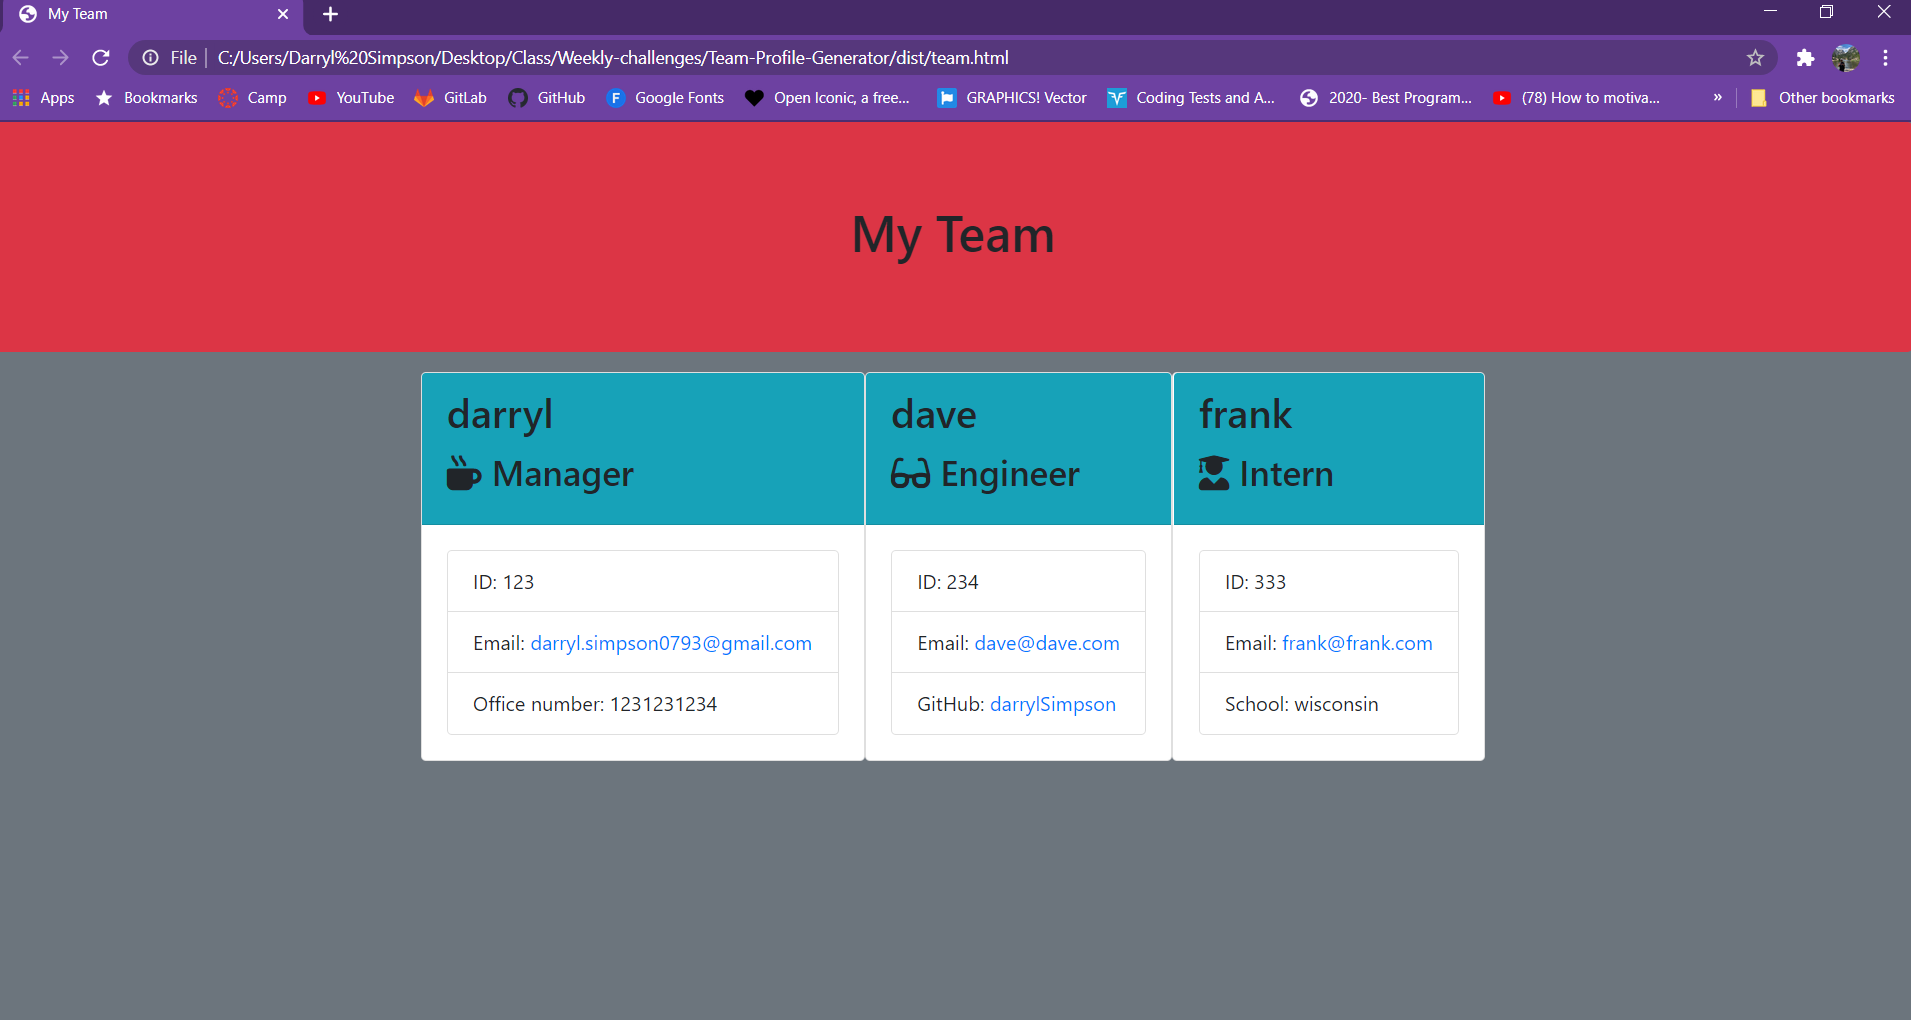 My Team
File C:/Users/Darryl%20Simpson/Desktop/Class/Weekly-challenges/Team-Profile-Generator/dist/team.html
Apps Bookmarks Camp YouTube GitLab GitHub Google Fonts Open Iconic, a free... GRAPHICS! Vector Coding Tests and A... 2020- Best Program... (78) How to motiva... » Other bookmarks
My Team
darryl
Manager
ID: 123
Email: darryl.simpson0793@gmail.com
Office number: 1231231234
dave
Engineer
ID: 234
Email: dave@dave.com
GitHub: darrylSimpson
frank
Intern
ID: 333
Email: frank@frank.com
School: wisconsin